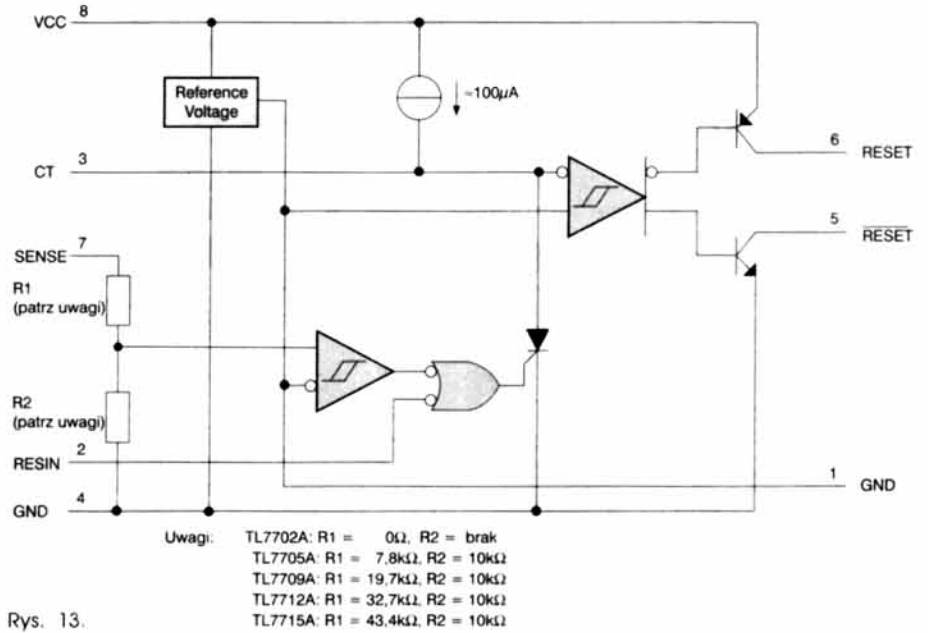 VCC
8
Reference
Voltage
≈100µA
CT
3
6
RESET
5
RESET
SENSE
7
R1
(patrz uwagi)
R2
(patrz uwagi)
2
RESIN
1
GND
4
GND
Uwagi: TL7702A: R1 = 0Ω, R2 = brak
TL7705A: R1 = 7,8kΩ, R2 = 10kΩ
TL7709A: R1 = 19,7kΩ, R2 = 10kΩ
TL7712A: R1 = 32,7kΩ, R2 = 10kΩ
TL7715A: R1 = 43,4kΩ, R2 = 10kΩ
Rys. 13.